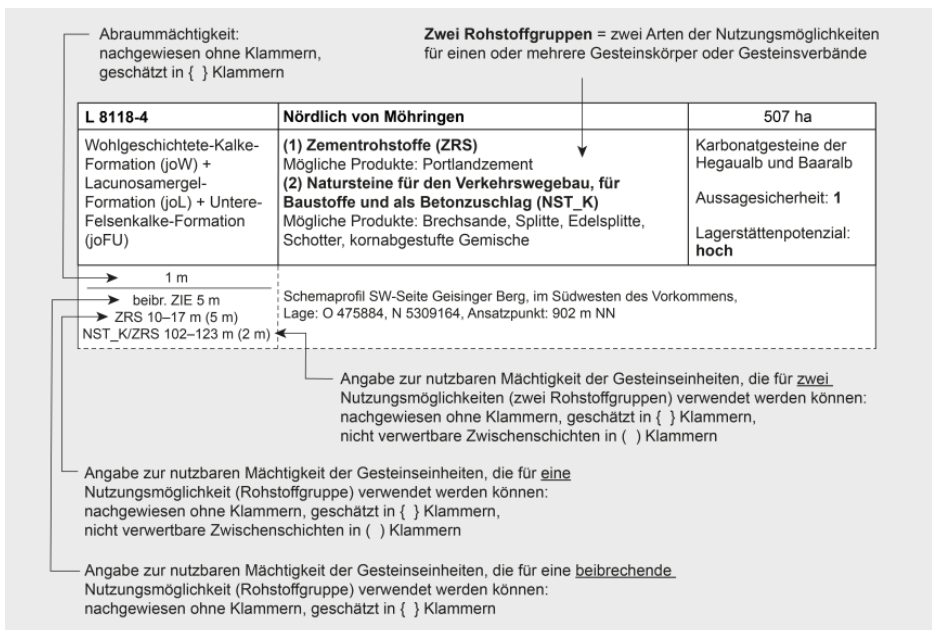 Abraummächtigkeit:
nachgewiesen ohne Klammern,
geschätzt in { } Klammern
Zwei Rohstoffgruppen = zwei Arten der Nutzungsmöglichkeiten
für einen oder mehrere Gesteinskörper oder Gesteinsverbände
L 8118-4
Nördlich von Möhringen
507 ha
Wohlgeschichtete-Kalke-
Formation (joW) +
Lacunosamergel-
Formation (joL) + Untere-
Felsenkalke-Formation
(joFU)
(1) Zementrohstoffe (ZRS)
Mögliche Produkte: Portlandzement
(2) Natursteine für den Verkehrswegebau, für
Baustoffe und als Betonzuschlag (NST_K)
Mögliche Produkte: Brechsande, Splitte, Edelsplitte,
Schotter, kornabgestufte Gemische
Karbonatgesteine der
Hegaualb und Baaralb
Aussagesicherheit: 1
Lagerstättenpotenzial:
hoch
1 m
beibr. ZIE 5 m
ZRS 10–17 m (5 m)
NST_K/ZRS 102–123 m (2 m)
Schemaprofil SW-Seite Geisinger Berg, im Südwesten des Vorkommens,
Lage: O 475884, N 5309164, Ansatzpunkt: 902 m NN
Angabe zur nutzbaren Mächtigkeit der Gesteinseinheiten, die für zwei
Nutzungsmöglichkeiten (zwei Rohstoffgruppen) verwendet werden können:
nachgewiesen ohne Klammern, geschätzt in { } Klammern,
nicht verwertbare Zwischenschichten in ( ) Klammern
Angabe zur nutzbaren Mächtigkeit der Gesteinseinheiten, die für eine
Nutzungsmöglichkeit (Rohstoffgruppe) verwendet werden können:
nachgewiesen ohne Klammern, geschätzt in { } Klammern,
nicht verwertbare Zwischenschichten in ( ) Klammern
Angabe zur nutzbaren Mächtigkeit der Gesteinseinheiten, die für eine beibrechende
Nutzungsmöglichkeit (Rohstoffgruppe) verwendet werden können:
nachgewiesen ohne Klammern, geschätzt in { } Klammern